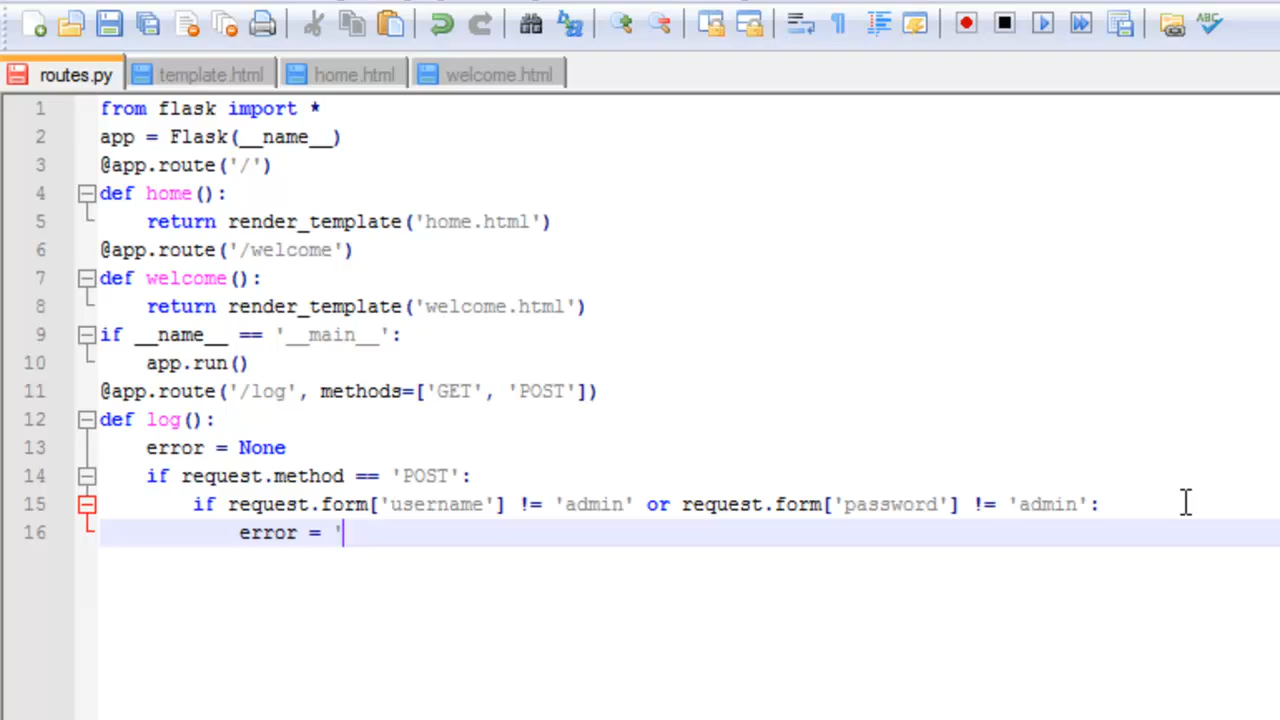 routes.py template.html home.html welcome.html
1 from flask import *
2 app = Flask(__name__)
3 @app.route('/')
4 def home():
5 return render_template('home.html')
6 @app.route('/welcome')
7 def welcome():
8 return render_template('welcome.html')
9 if __name__ == '__main__':
10 app.run()
11 @app.route('/log', methods=['GET', 'POST'])
12 def log():
13 error = None
14 if request.method == 'POST':
15 if request.form['username'] != 'admin' or request.form['password'] != 'admin':
16 error = '